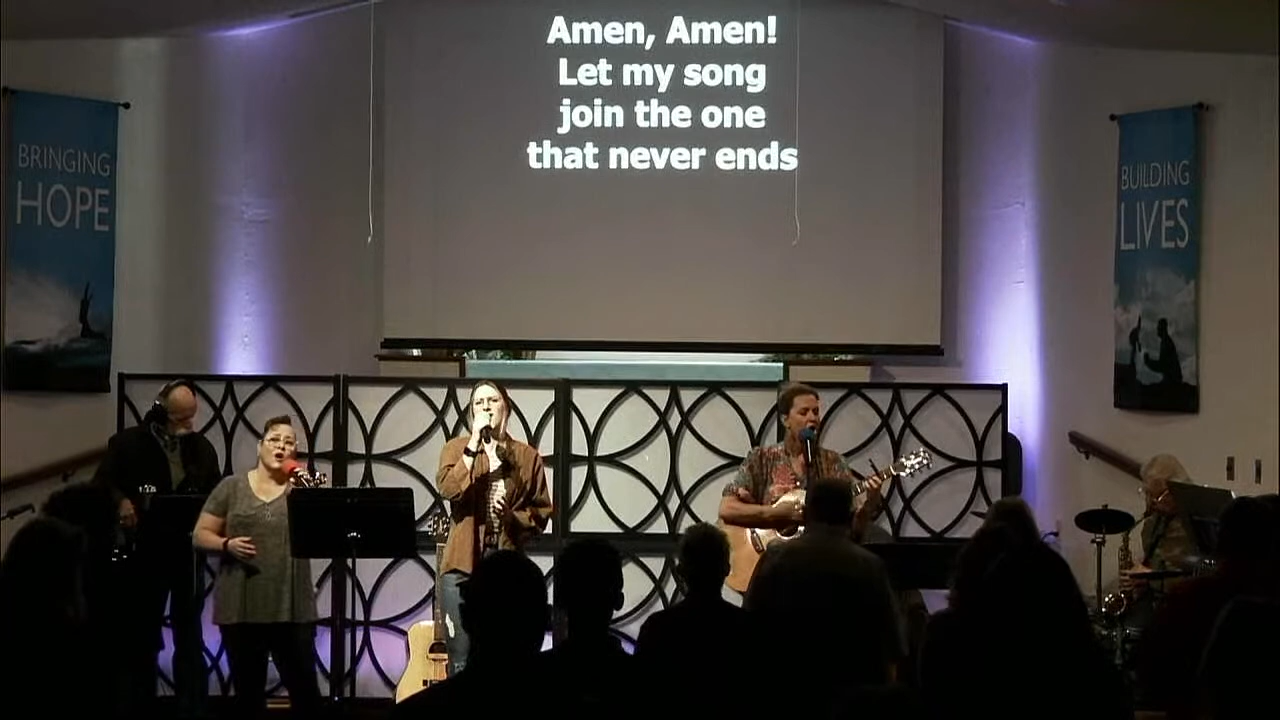 Amen, Amen!
Let my song
join the one
that never ends
BRINGING
HOPE
BUILDING
LIVES